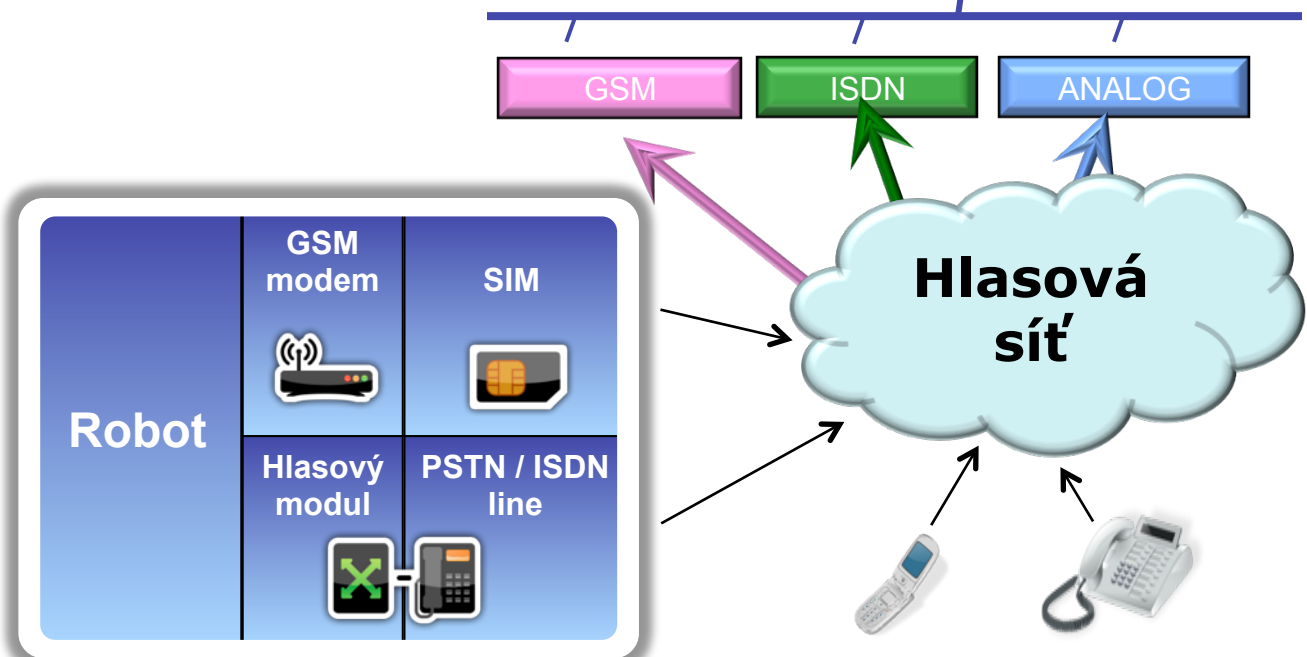 GSM
ISDN
ANALOG
Hlasová
síť
Robot
GSM
modem
SIM
Hlasový
modul
PSTN / ISDN
line